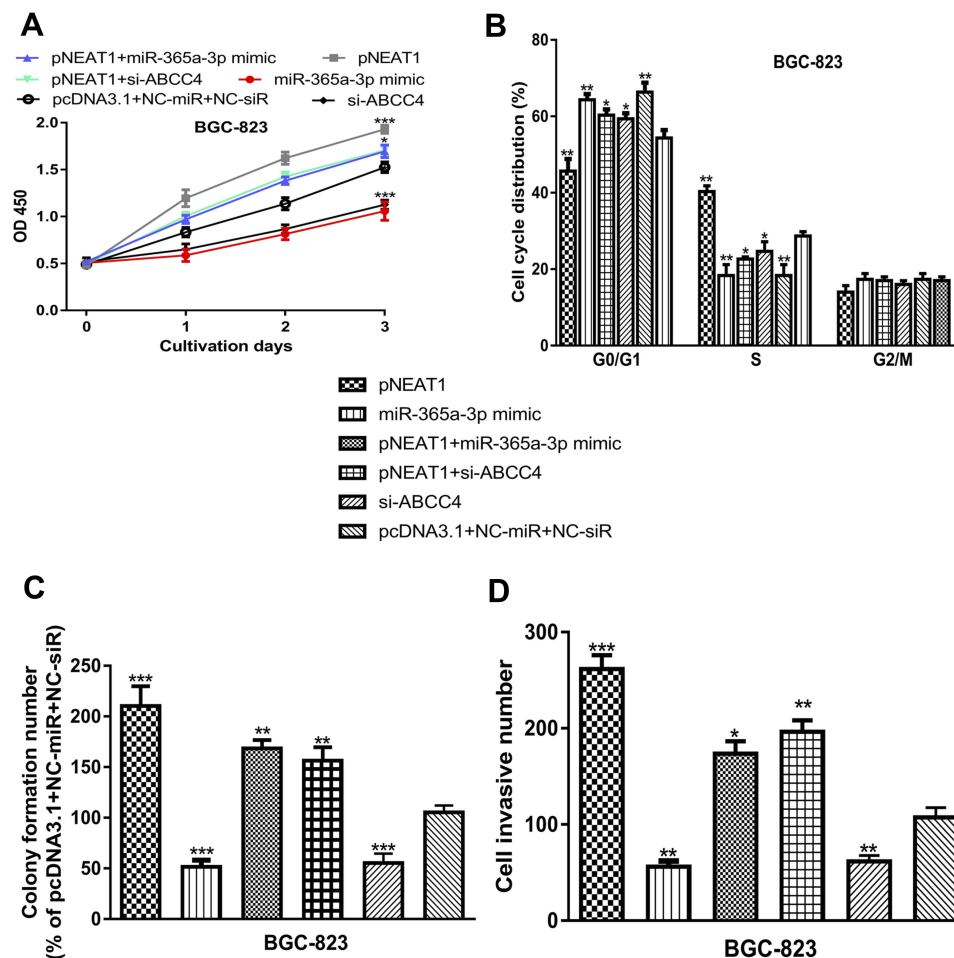 A
pNEAT1+miR-365a-3p mimic
pNEAT1
pNEAT1+si-ABCC4
miR-365a-3p mimic
pcDNA3.1+NC-miR+NC-siR
si-ABCC4
BGC-823
2.0
1.5
1.0
0.5
0.0
OD 450
***
*
***
0 1 2 3
Cultivation days
B
BGC-823
Cell cycle distribution (%)
80
60
40
20
0
** ** * * **
** ** * * **
G0/G1 S G2/M
pNEAT1
miR-365a-3p mimic
pNEAT1+miR-365a-3p mimic
pNEAT1+si-ABCC4
si-ABCC4
pcDNA3.1+NC-miR+NC-siR
C
Colony formation number
(% of pcDNA3.1+NC-miR+NC-siR)
250
200
150
100
50
0
*** *** ** ** ***
BGC-823
D
Cell invasive number
300
200
100
0
*** ** * ** **
BGC-823